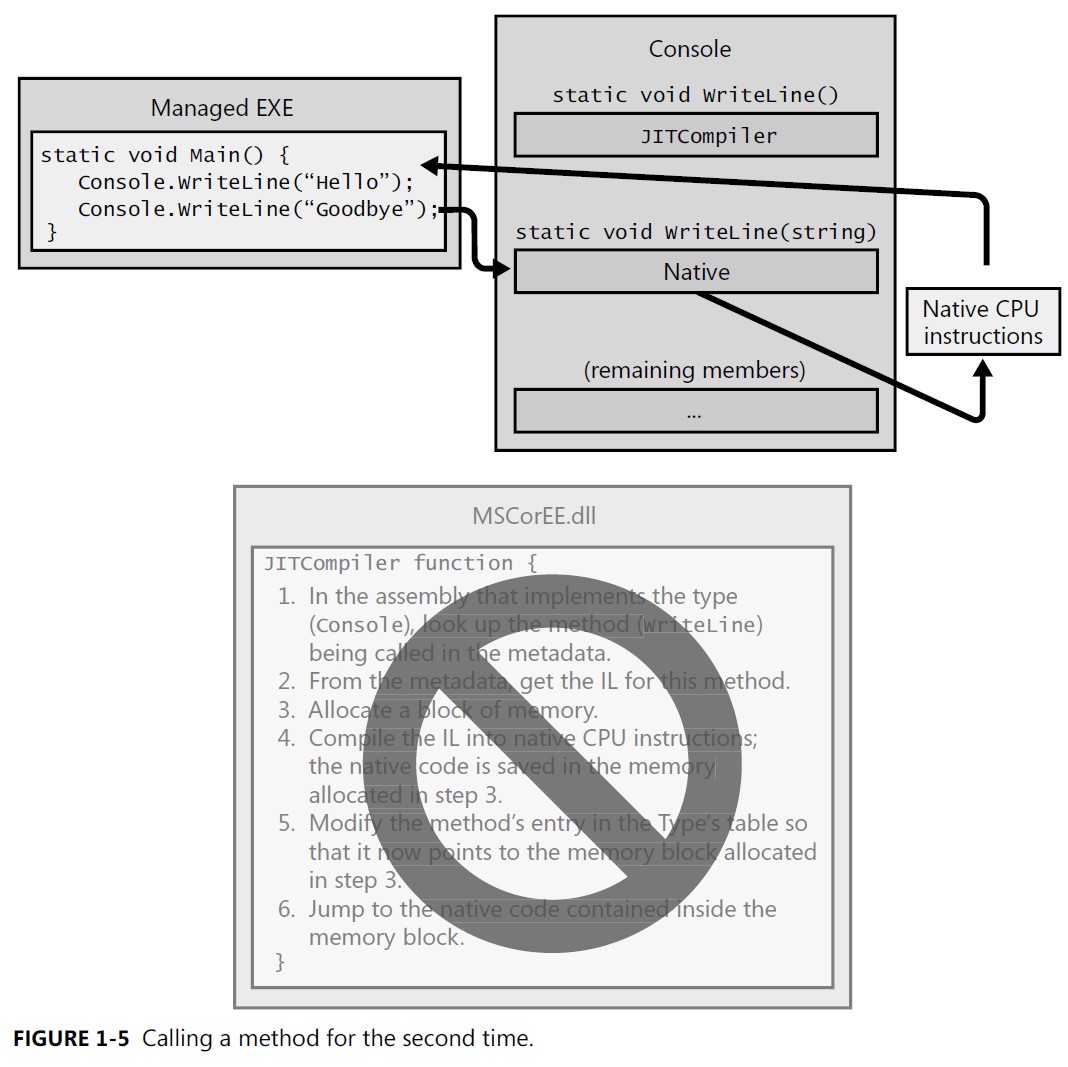 Console
static void WriteLine()
JITCompiler
Managed EXE
static void Main() {
Console.WriteLine(“Hello”);
Console.WriteLine(“Goodbye”);
}
static void WriteLine(string)
Native
Native CPU
instructions
(remaining members)
...
MSCorEE.dll
JITCompiler function {
1. In the assembly that implements the type
(Console), look up the method (WriteLine)
being called in the metadata.
2. From the metadata, get the IL for this method.
3. Allocate a block of memory.
4. Compile the IL into native CPU instructions;
the native code is saved in the memory
allocated in step 3.
5. Modify the method’s entry in the Type’s table so
that it now points to the memory block allocated
in step 3.
6. Jump to the native code contained inside the
memory block.
}
FIGURE 1-5 Calling a method for the second time.